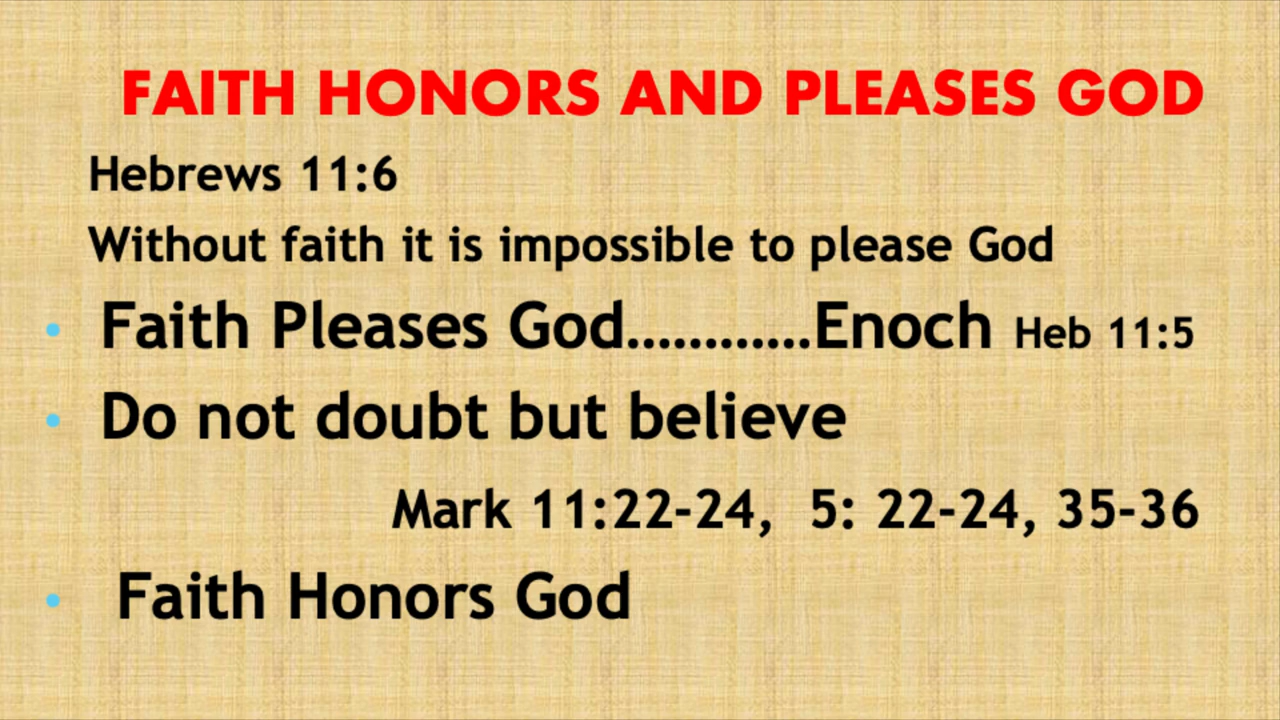 FAITH HONORS AND PLEASES GOD
Hebrews 11:6
Without faith it is impossible to please God
• Faith Pleases God............Enoch Heb 11:5
• Do not doubt but believe
Mark 11:22-24,  5: 22-24, 35-36
• Faith Honors God